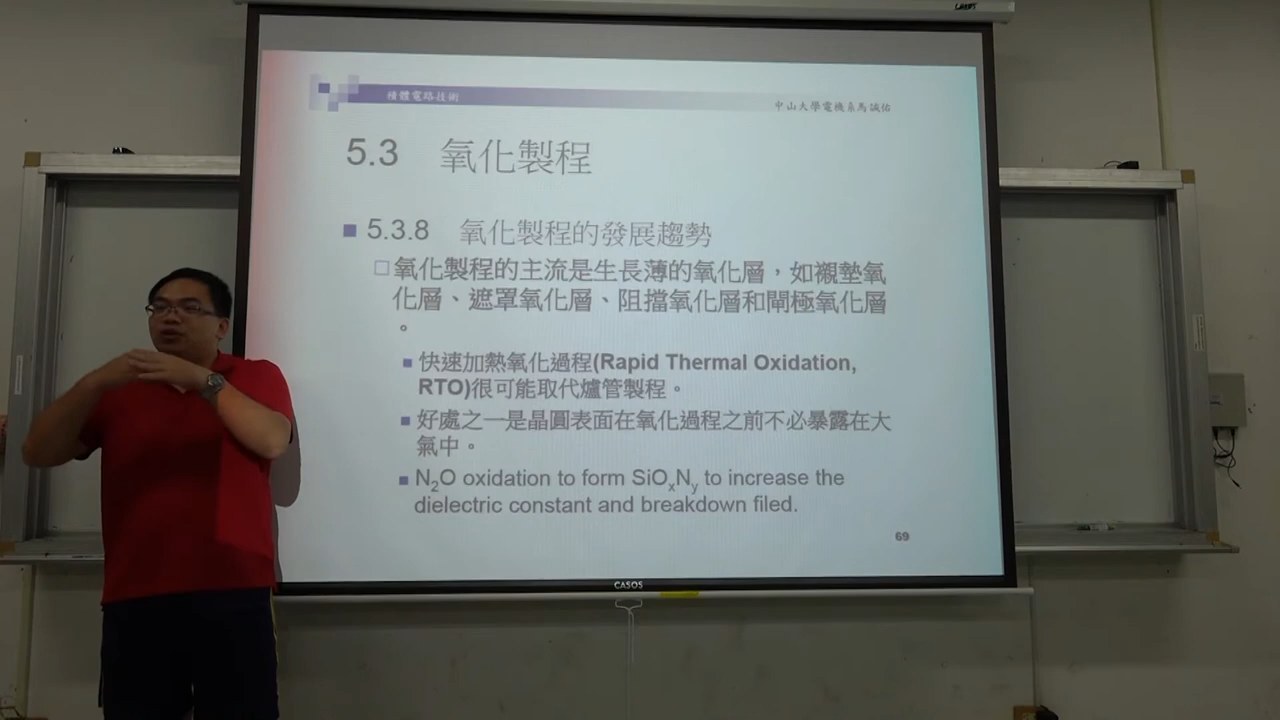 積體電路技術
中山大學電機系馬誠佑
5.3 氧化製程
5.3.8 氧化製程的發展趨勢
氧化製程的主流是生長薄的氧化層，如襯墊氧
化層、遮罩氧化層、阻擋氧化層和閘極氧化層
。
快速加熱氧化過程(Rapid Thermal Oxidation,
RTO)很可能取代爐管製程。
好處之一是晶圓表面在氧化過程之前不必暴露在大
氣中。
N₂O oxidation to form SiOₓNy to increase the
dielectric constant and breakdown filed.
69
CASOS